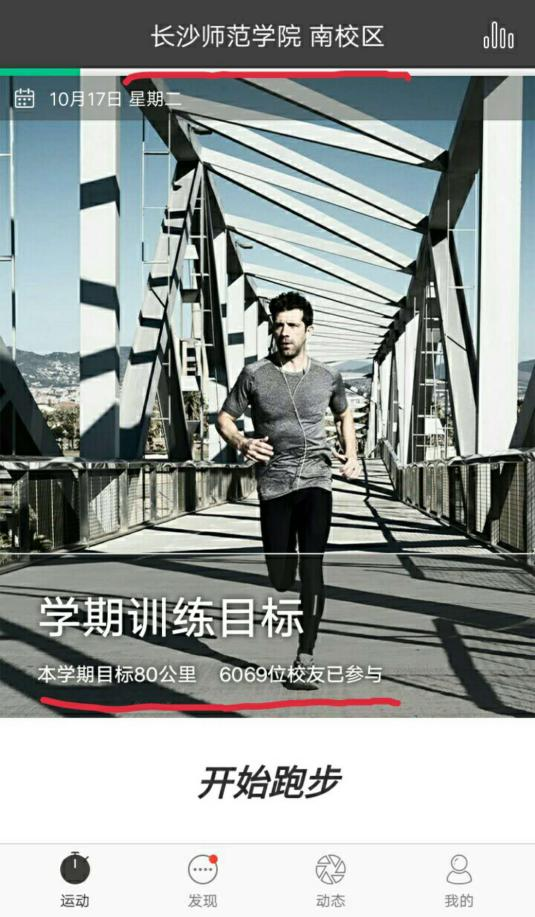 长沙师范学院 南校区
10月17日 星期二
学期训练目标
本学期目标80公里 6069位校友已参与
开始跑步
运动 发现 动态 我的